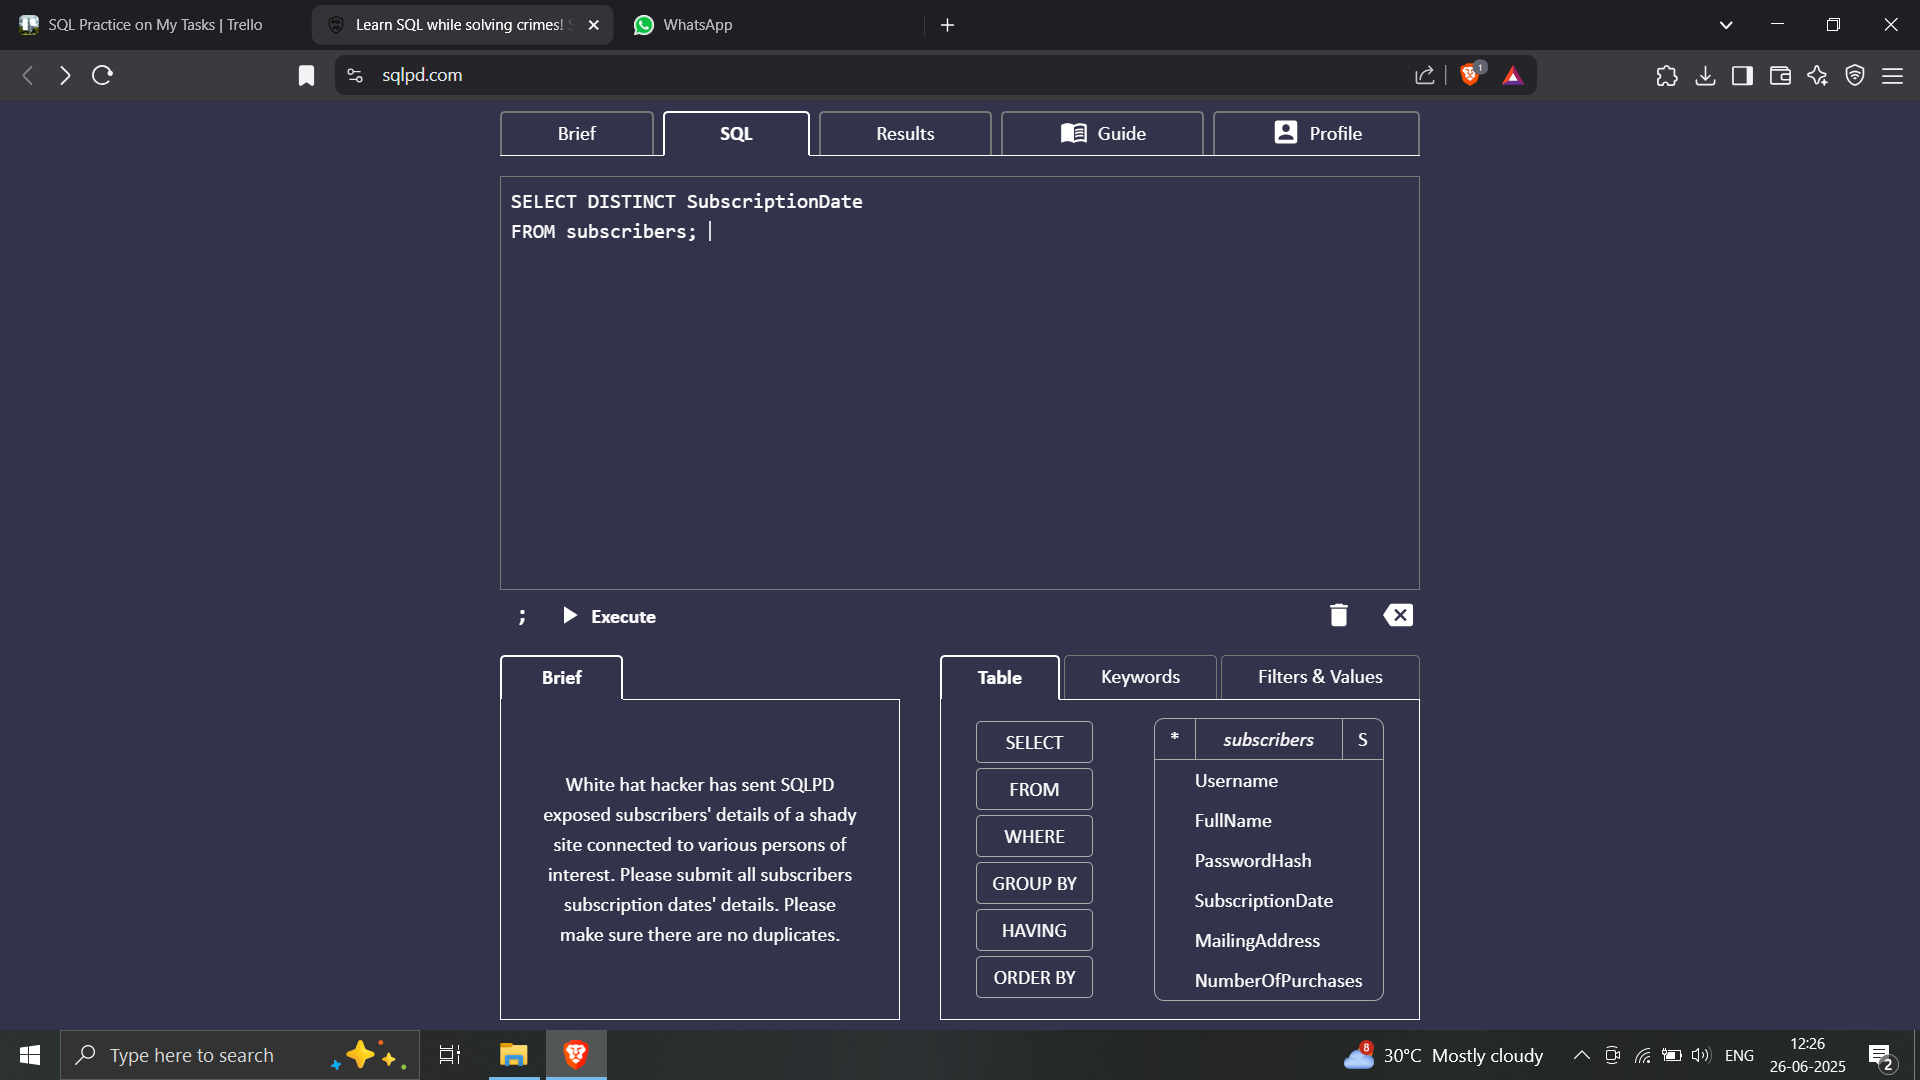 SQL Practice on My Tasks | Trello
Learn SQL while solving crimes!
WhatsApp
sqlpd.com
1
Brief
SQL
Results
Guide
Profile
SELECT DISTINCT SubscriptionDate
FROM subscribers;
; Execute
Brief
White hat hacker has sent SQLPD
exposed subscribers' details of a shady
site connected to various persons of
interest. Please submit all subscribers
subscription dates' details. Please
make sure there are no duplicates.
Table
Keywords
Filters & Values
SELECT
FROM
WHERE
GROUP BY
HAVING
ORDER BY
* subscribers S
Username
FullName
PasswordHash
SubscriptionDate
MailingAddress
NumberOfPurchases
Type here to search
8
30°C Mostly cloudy
ENG
12:26
26-06-2025
2